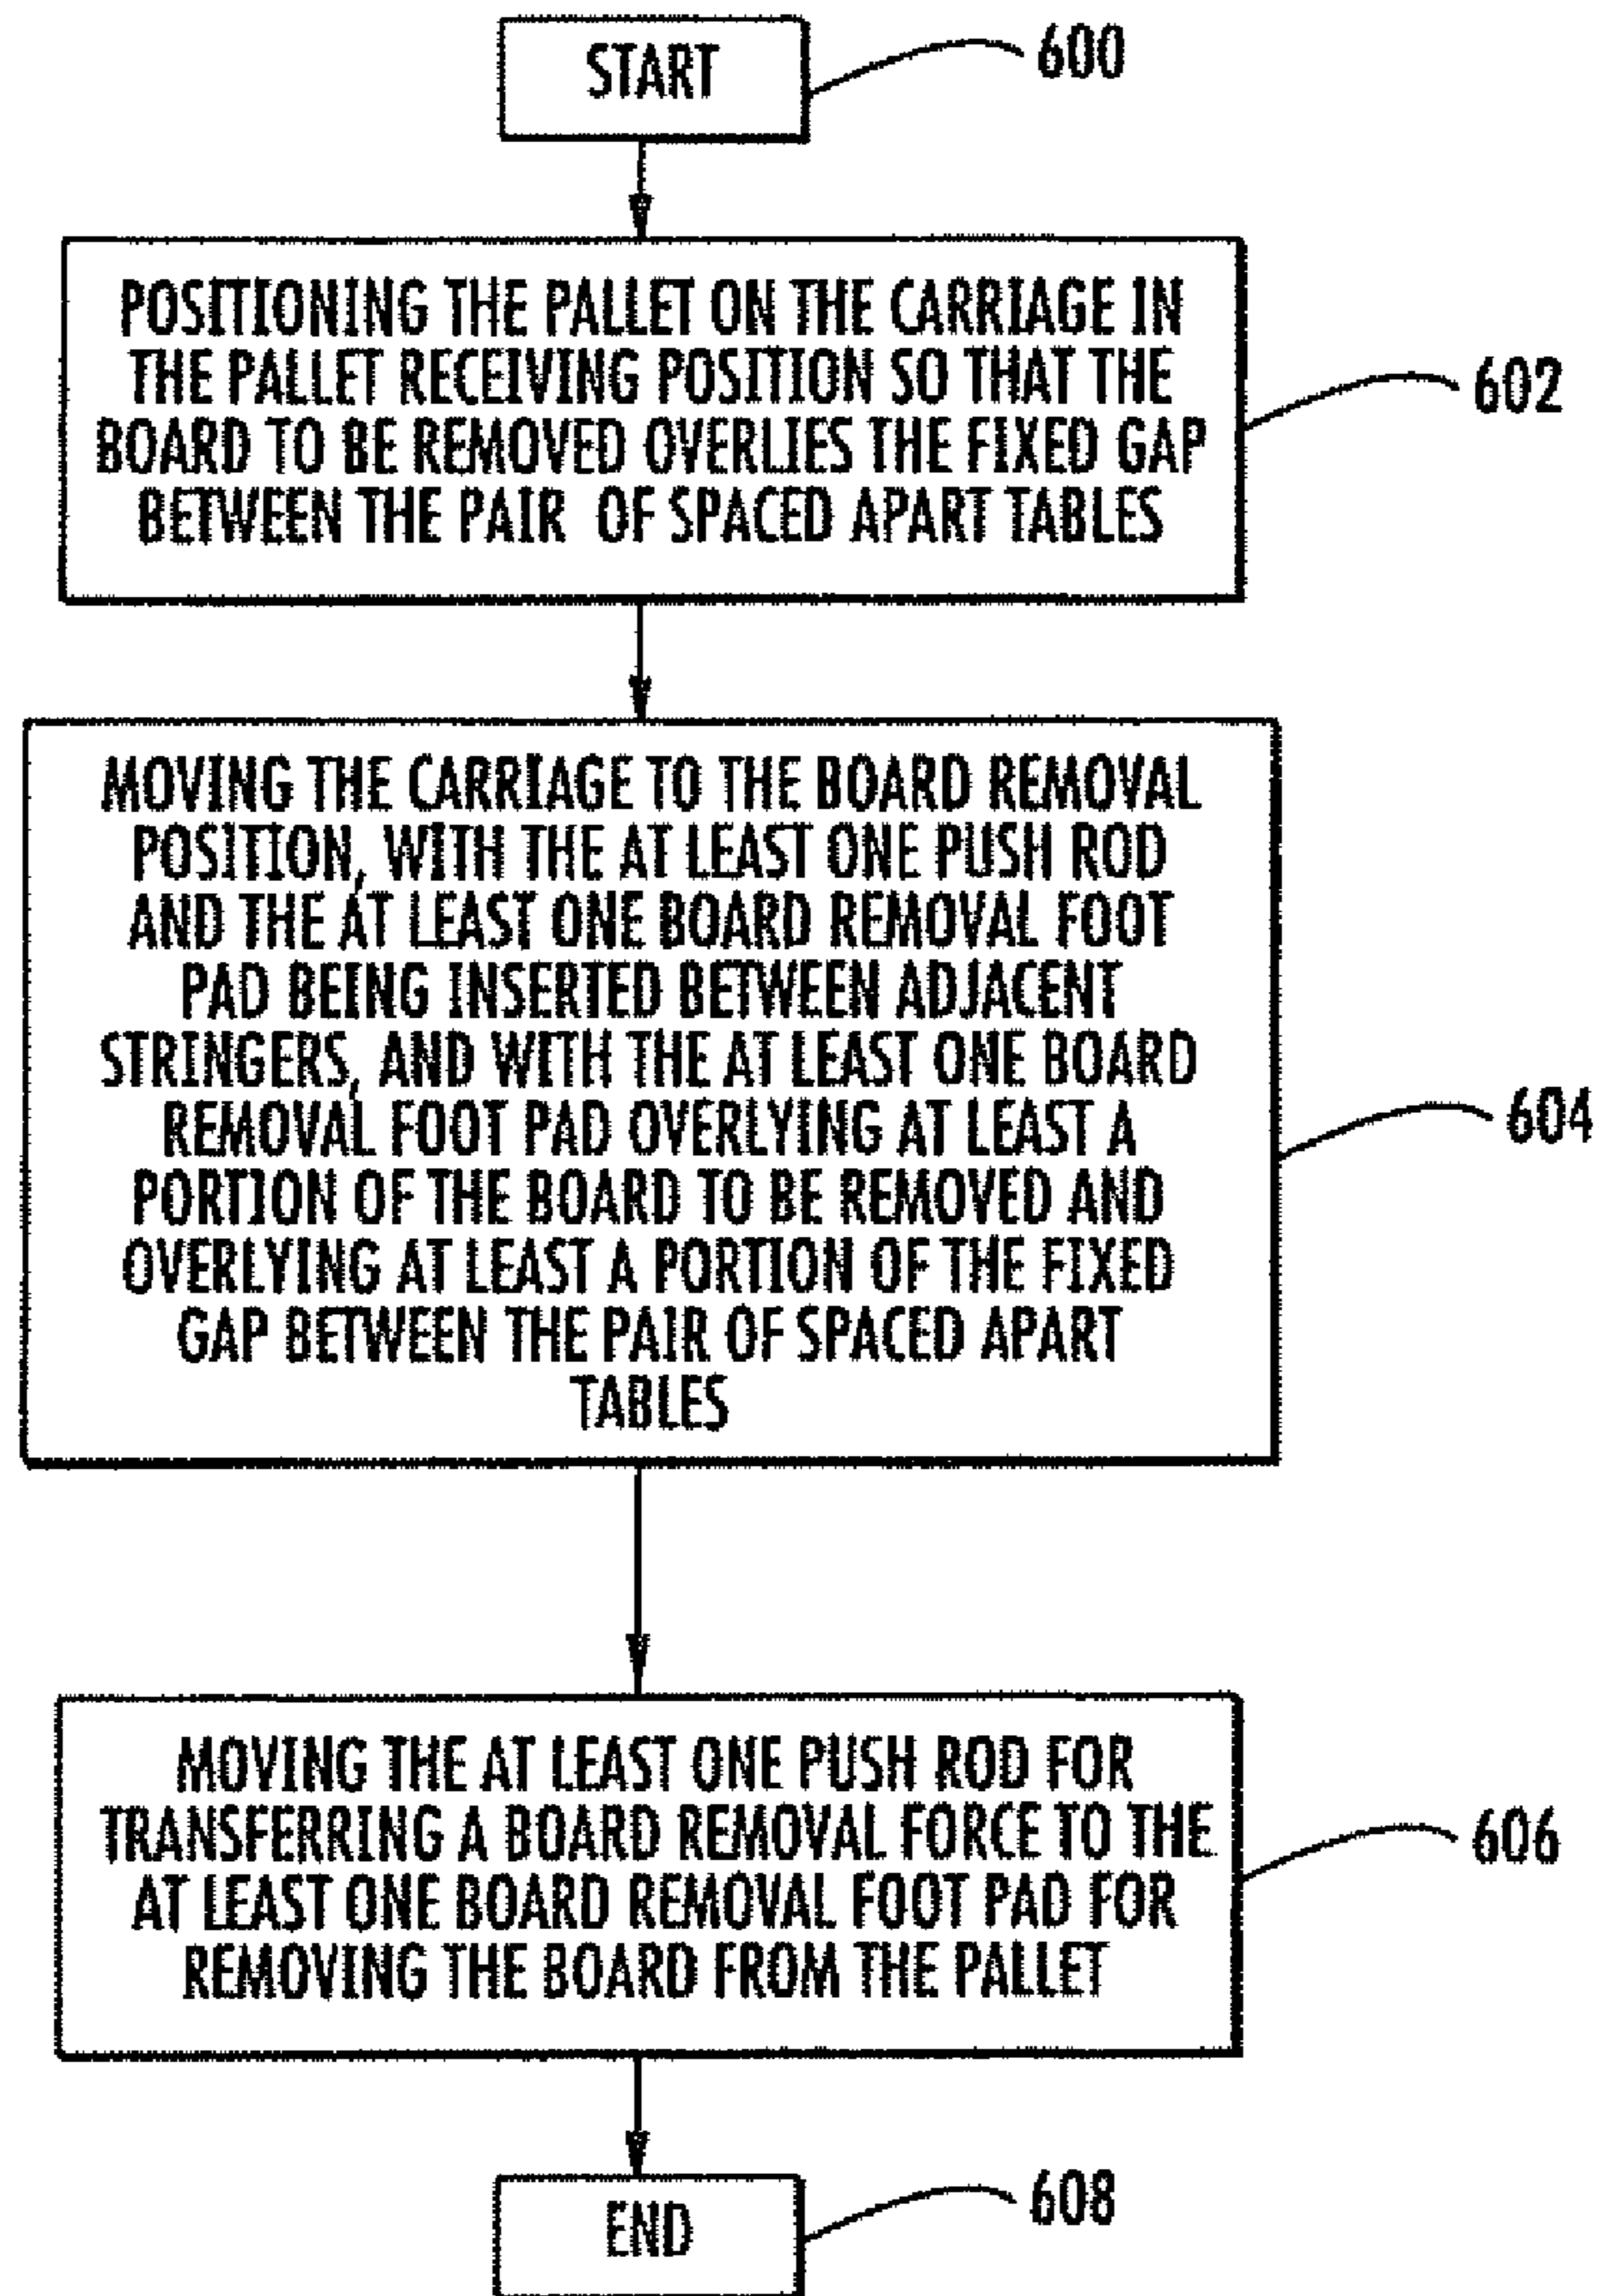 START
600
POSITIONING THE PALLET ON THE CARRIAGE IN
THE PALLET RECEIVING POSITION SO THAT THE
BOARD TO BE REMOVED OVERLIES THE FIXED GAP
BETWEEN THE PAIR OF SPACED APART TABLES
602
MOVING THE CARRIAGE TO THE BOARD REMOVAL
POSITION, WITH THE AT LEAST ONE PUSH ROD
AND THE AT LEAST ONE BOARD REMOVAL FOOT
PAD BEING INSERTED BETWEEN ADJACENT
STRINGERS, AND WITH THE AT LEAST ONE BOARD
REMOVAL FOOT PAD OVERLYING AT LEAST A
PORTION OF THE BOARD TO BE REMOVED AND
OVERLYING AT LEAST A PORTION OF THE FIXED
GAP BETWEEN THE PAIR OF SPACED APART
TABLES
604
MOVING THE AT LEAST ONE PUSH ROD FOR
TRANSFERRING A BOARD REMOVAL FORCE TO THE
AT LEAST ONE BOARD REMOVAL FOOT PAD FOR
REMOVING THE BOARD FROM THE PALLET
606
END
608